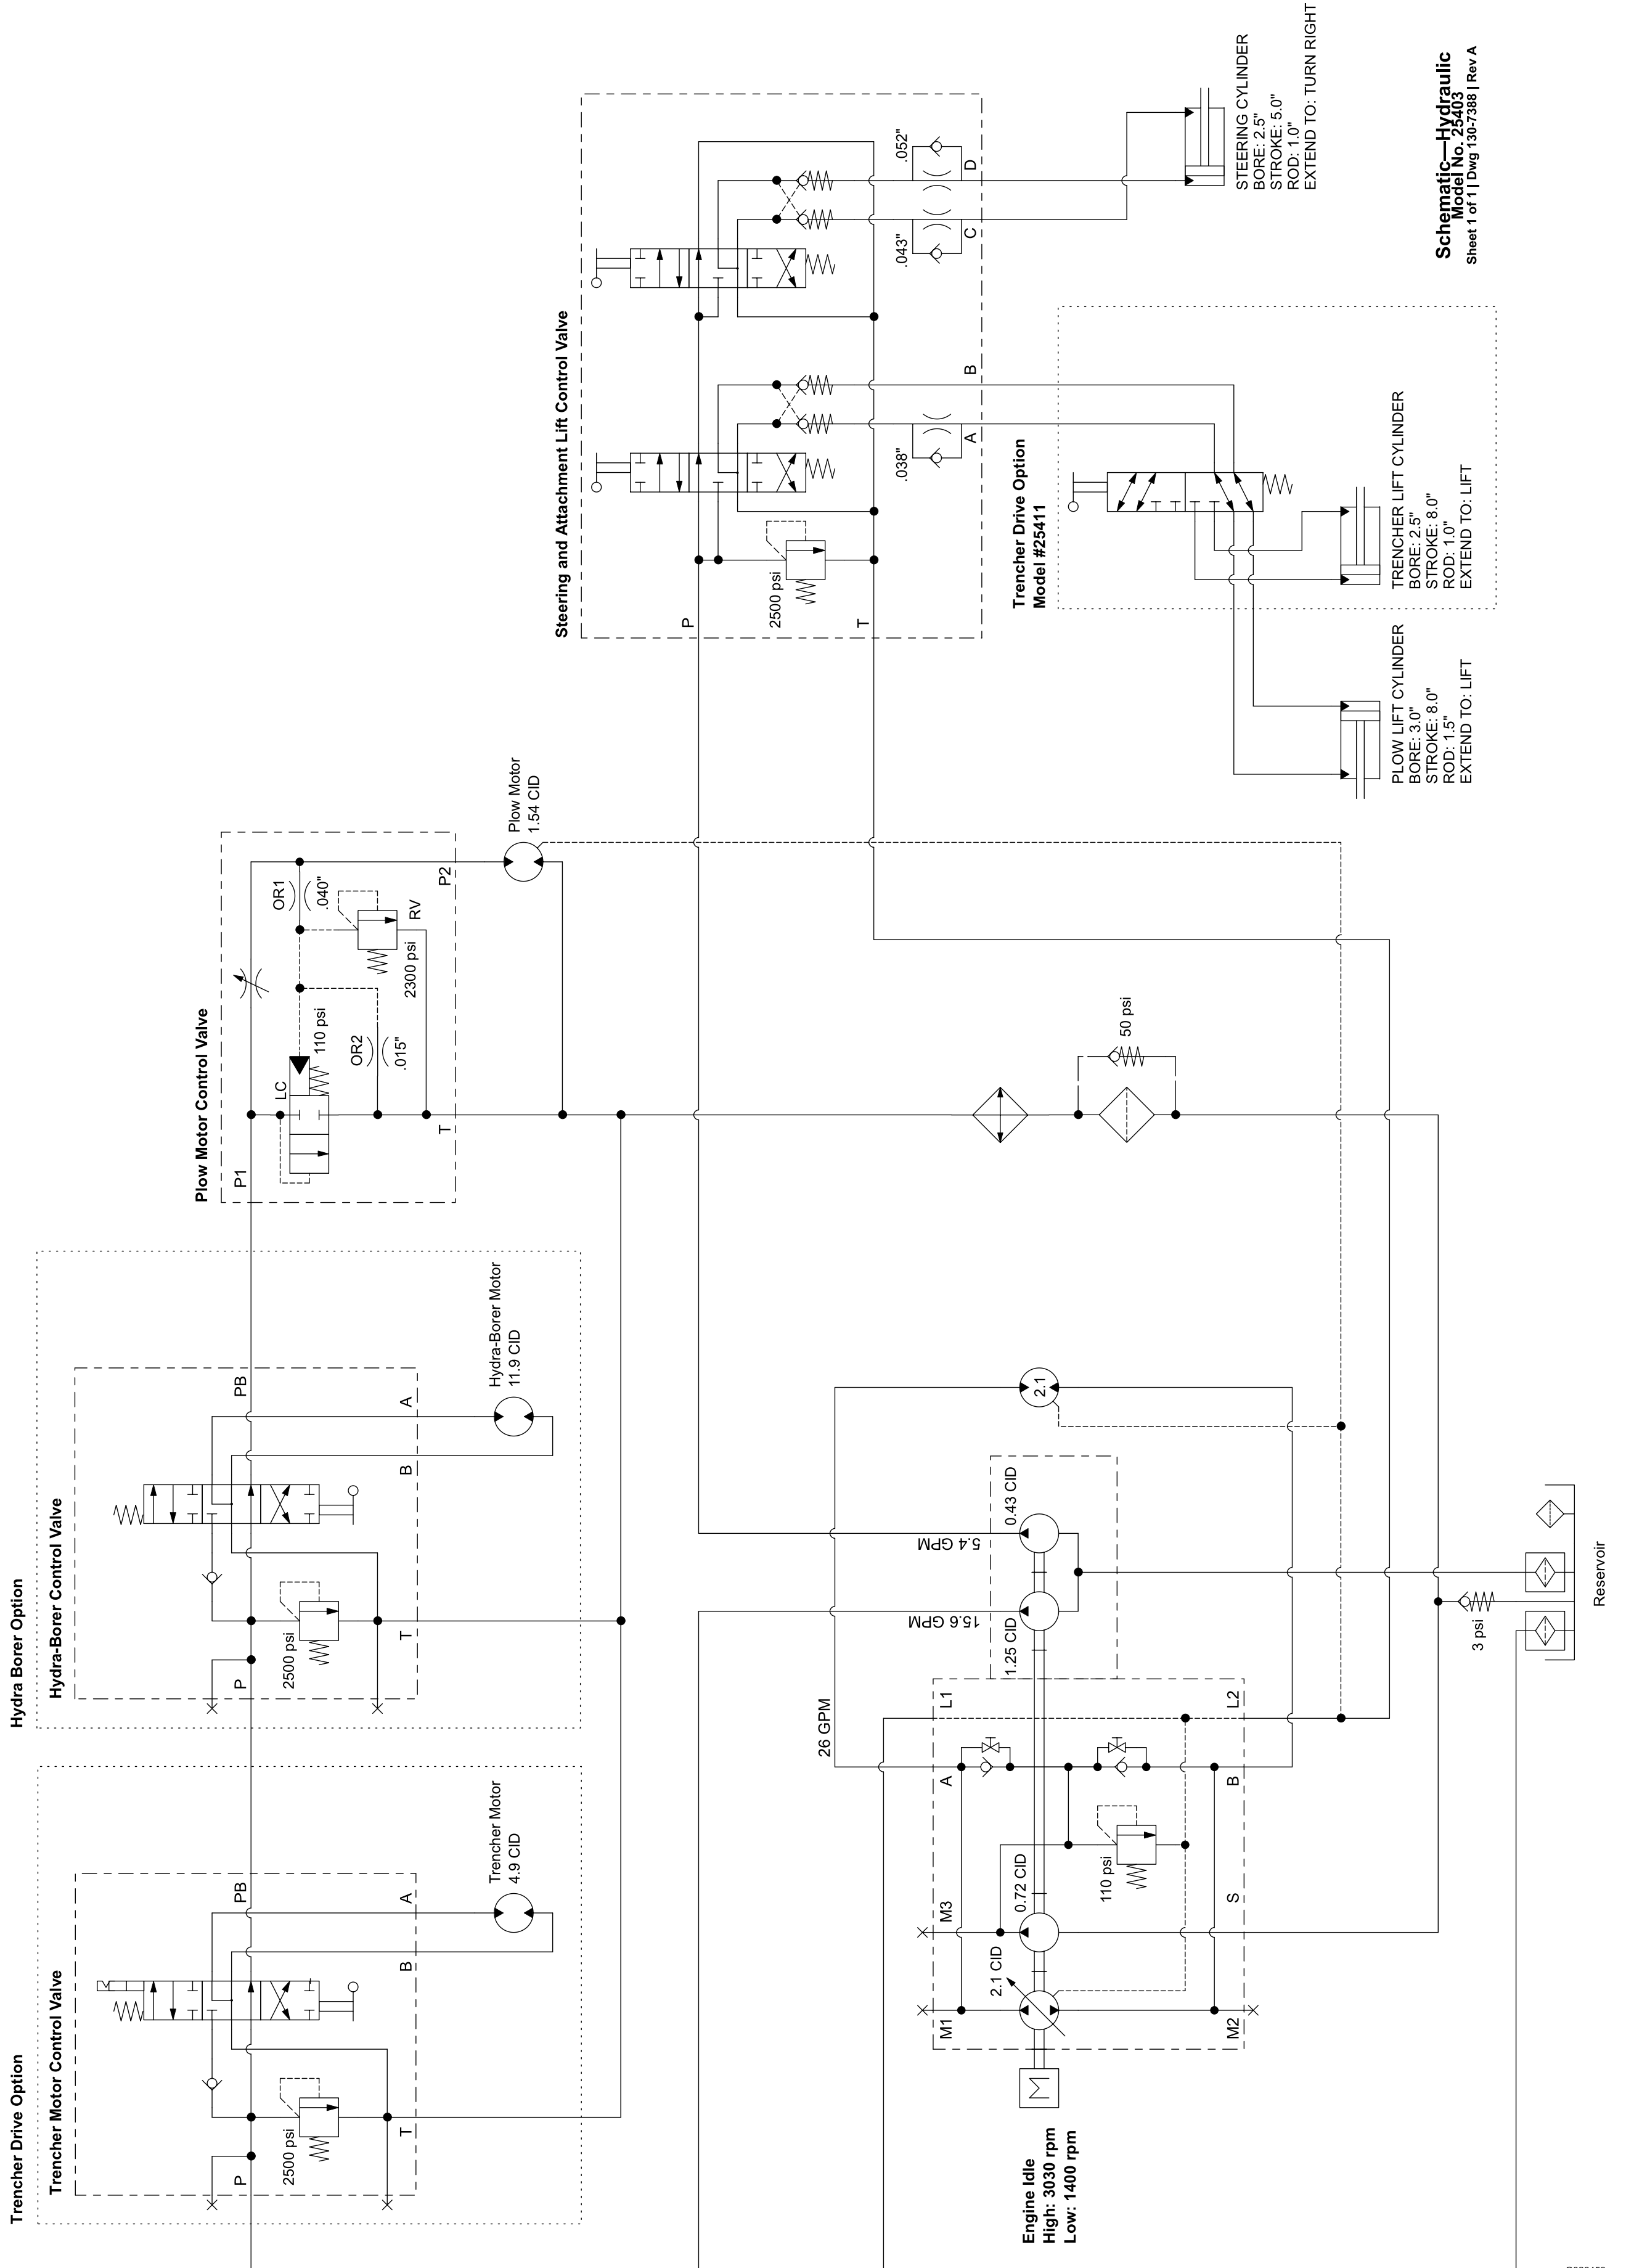 Trencher Drive Option
Trencher Motor Control Valve
P
PB
2500 psi
T
B
A
Trencher Motor
4.9 CID
Hydra Borer Option
Hydra-Borer Control Valve
P
PB
2500 psi
T
B
A
Hydra-Borer Motor
11.9 CID
Plow Motor Control Valve
P1
LC
110 psi
OR1
.040"
OR2
.015"
RV
2300 psi
T
P2
Plow Motor
1.54 CID
Steering and Attachment Lift Control Valve
P
T
2500 psi
.038"
A
B
.043"
C
.052"
D
Trencher Drive Option
Model #25411
STEERING CYLINDER
BORE: 2.5"
STROKE: 5.0"
ROD: 1.0"
EXTEND TO: TURN RIGHT
TRENCHER LIFT CYLINDER
BORE: 2.5"
STROKE: 8.0"
ROD: 1.0"
EXTEND TO: LIFT
PLOW LIFT CYLINDER
BORE: 3.0"
STROKE: 8.0"
ROD: 1.5"
EXTEND TO: LIFT
50 psi
26 GPM
15.6 GPM
5.4 GPM
1.25 CID
0.43 CID
2.1
L1
L2
A
B
M3
M1
M2
S
0.72 CID
2.1 CID
110 psi
M
Engine Idle
High: 3030 rpm
Low: 1400 rpm
3 psi
Reservoir
Schematic—Hydraulic
Model No. 25403
Sheet 1 of 1 | Dwg 130-7388 | Rev A